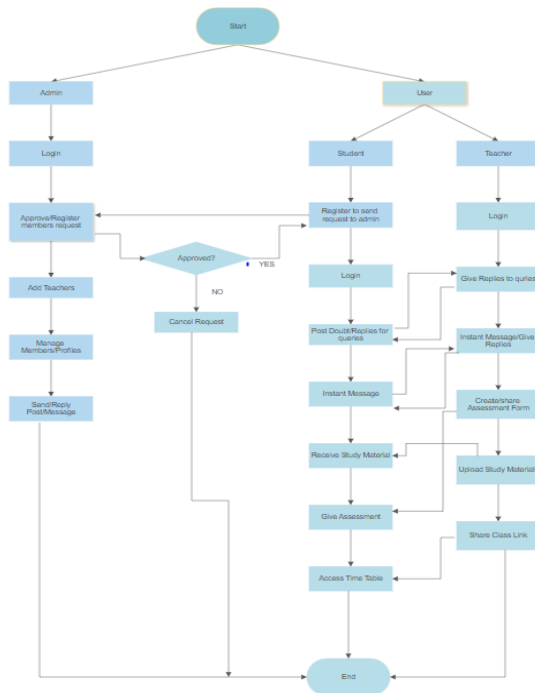 Start
Admin
User
Login
Student
Teacher
Approve/Register
members request
Register to send
request to admin
Login
Approved?
YES
Login
Give Replies to quries
Add Teachers
NO
Cancel Request
Post Doubt/Replies for
queries
Instant Message/Give
Replies
Manage
Members/Profiles
Instant Message
Create/share
Assessment Form
Send/Reply
Post/Message
Receive Study Material
Upload Study Material
Give Assessment
Share Class Link
Access Time Table
End